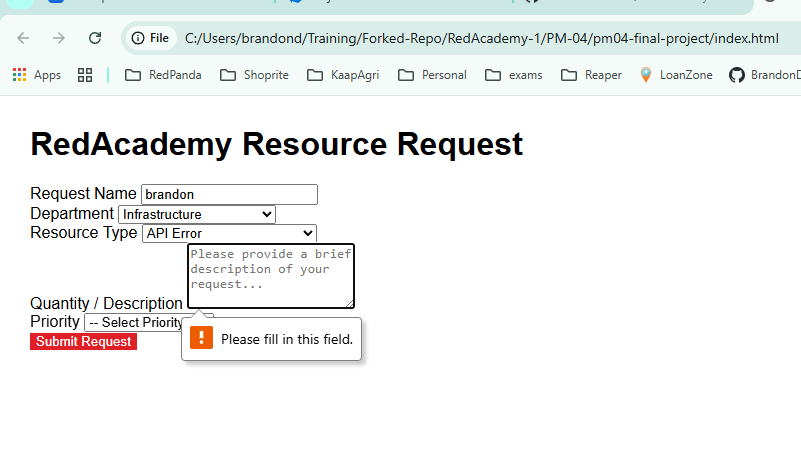 File C:/Users/brandond/Training/Forked-Repo/RedAcademy-1/PM-04/pm04-final-project/index.html
Apps RedPanda Shoprite KaapAgri Personal exams Reaper LoanZone BrandonD
RedAcademy Resource Request
Request Name brandon
Department Infrastructure
Resource Type API Error
Please provide a brief
description of your
request...
Quantity / Description
Priority -- Select Priority
Please fill in this field.
Submit Request